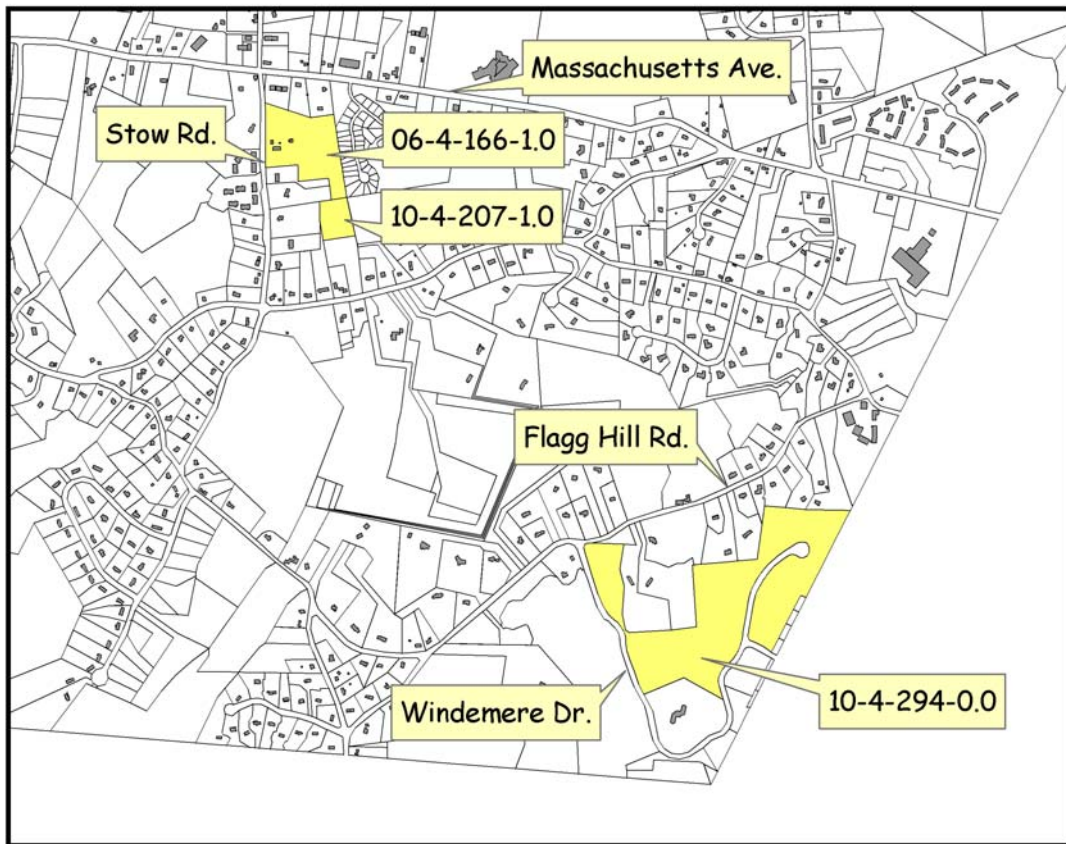 Massachusetts Ave.
Stow Rd.
06-4-166-1.0
10-4-207-1.0
Flagg Hill Rd.
Windemere Dr.
10-4-294-0.0